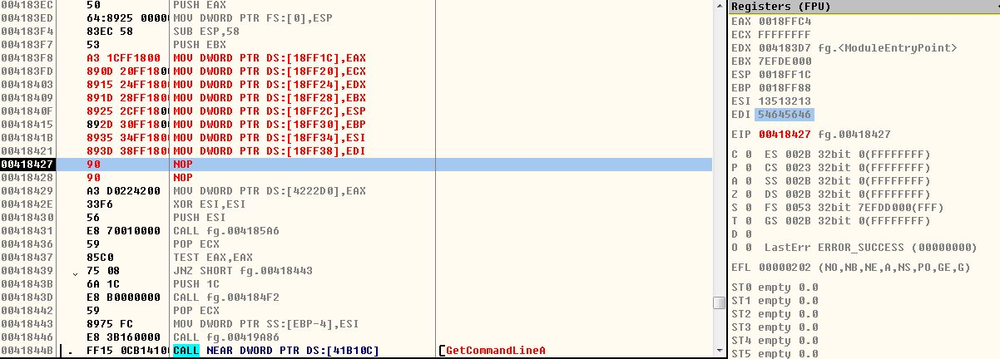 Registers (FPU)
004183EC 50 PUSH EAX
004183ED 64:8925 0000 MOV DWORD PTR FS:[0],ESP
004183F4 83EC 58 SUB ESP,58
004183F7 53 PUSH EBX
004183F8 A3 1CFF1800 MOV DWORD PTR DS:[18FF1C],EAX
004183FD 890D 20FF180 MOV DWORD PTR DS:[18FF20],ECX
00418403 8915 24FF180 MOV DWORD PTR DS:[18FF24],EDX
00418409 891D 28FF180 MOV DWORD PTR DS:[18FF28],EBX
0041840F 8925 2CFF180 MOV DWORD PTR DS:[18FF2C],ESP
00418415 892D 30FF180 MOV DWORD PTR DS:[18FF30],EBP
0041841B 8935 34FF180 MOV DWORD PTR DS:[18FF34],ESI
00418421 893D 38FF180 MOV DWORD PTR DS:[18FF38],EDI
00418427 90 NOP
00418428 90 NOP
00418429 A3 D0224200 MOV DWORD PTR DS:[4222D0],EAX
0041842E 33F6 XOR ESI,ESI
00418430 56 PUSH ESI
00418431 E8 70010000 CALL fg.004185A6
00418436 59 POP ECX
00418437 85C0 TEST EAX,EAX
00418439 75 08 JNZ SHORT fg.00418443
0041843B 6A 1C PUSH 1C
0041843D E8 B0000000 CALL fg.004184F2
00418442 59 POP ECX
00418443 8975 FC MOV DWORD PTR SS:[EBP-4],ESI
00418446 E8 3B160000 CALL fg.00419A86
0041844B . FF15 0CB1410 CALL NEAR DWORD PTR DS:[41B10C] GetCommandLineA
EAX 0018FFC4
ECX FFFFFFFF
EDX 004183D7 fg.<ModuleEntryPoint>
EBX 7EFDE000
ESP 0018FF1C
EBP 0018FF88
ESI 13513213
EDI 54645646
EIP 00418427 fg.00418427
C 0 ES 002B 32bit 0(FFFFFFFF)
P 0 CS 0023 32bit 0(FFFFFFFF)
A 0 SS 002B 32bit 0(FFFFFFFF)
Z 0 DS 002B 32bit 0(FFFFFFFF)
S 0 FS 0053 32bit 7EFDD000(FFF)
T 0 GS 002B 32bit 0(FFFFFFFF)
D 0
O 0 LastErr ERROR_SUCCESS (00000000)
EFL 00000202 (NO,NB,NE,A,NS,PO,GE,G)
ST0 empty 0.0
ST1 empty 0.0
ST2 empty 0.0
ST3 empty 0.0
ST4 empty 0.0
ST5 empty 0.0